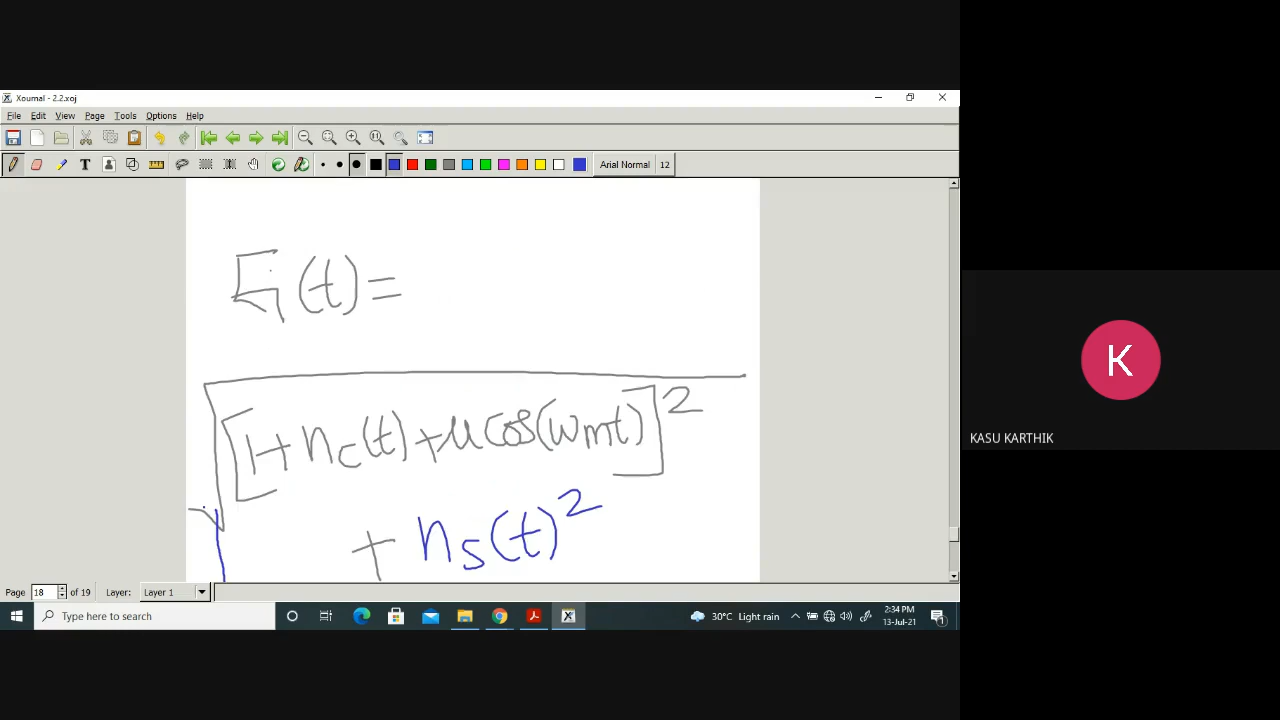 Xournal - 2.2.xoj
File Edit View Page Tools Options Help
Arial Normal 12
(t) =
[1 + nc(t) + μ cos(ωmt)]²
+ ns(t)²
K
KASU KARTHIK
Page 18 of 19 Layer: Layer 1
Type here to search
30°C Light rain
2:34 PM
13-Jul-21
1